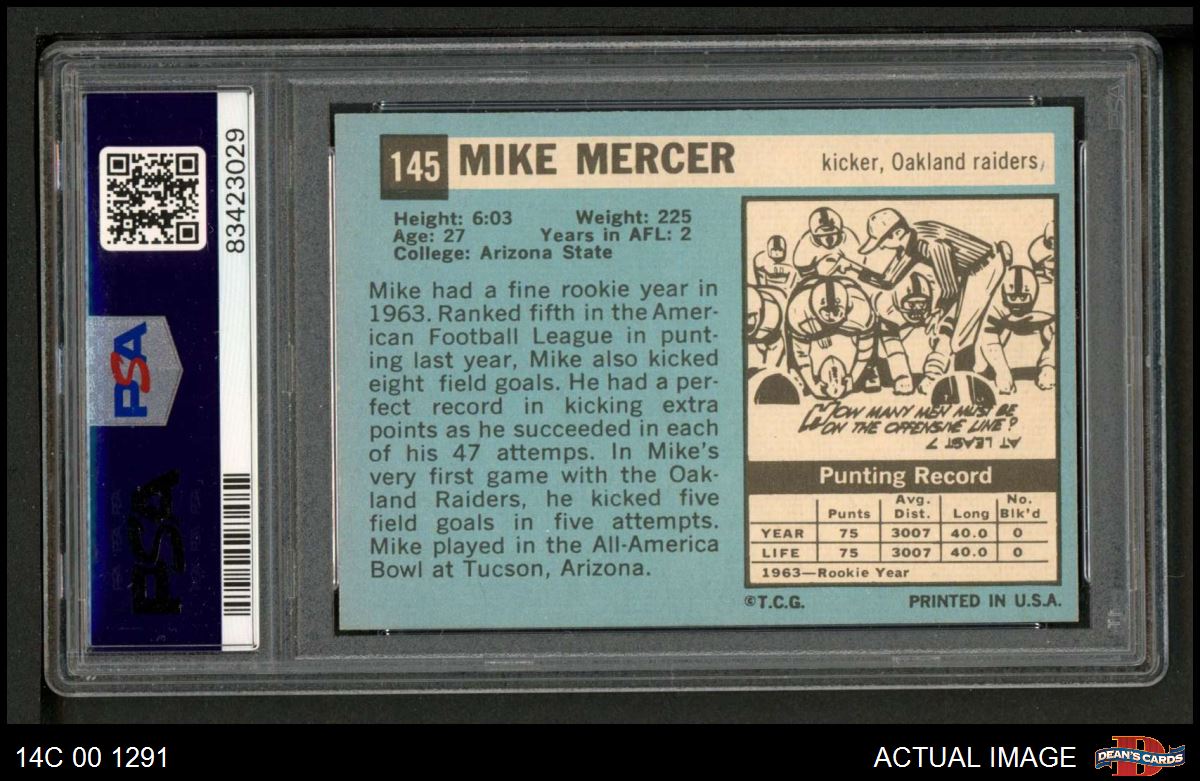 83423029
PSA
PSA
145 MIKE MERCER kicker, Oakland raiders,
Height: 6:03 Weight: 225
Age: 27 Years in AFL: 2
College: Arizona State
Mike had a fine rookie year in
1963. Ranked fifth in the Amer-
ican Football League in punt-
ing last year, Mike also kicked
eight field goals. He had a per-
fect record in kicking extra
points as he succeeded in each
of his 47 attemps. In Mike's
very first game with the Oak-
land Raiders, he kicked five
field goals in five attempts.
Mike played in the All-America
Bowl at Tucson, Arizona.
HOW MANY MEN MUST BE
ON THE OFFENSIVE LINE?
AT LEAST 7
Punting Record
Punts Avg. Dist. Long No. Blk'd
YEAR 75 3007 40.0 0
LIFE 75 3007 40.0 0
1963—Rookie Year
©T.C.G. PRINTED IN U.S.A.
14C 00 1291
ACTUAL IMAGE
D
DEAN'S CARDS